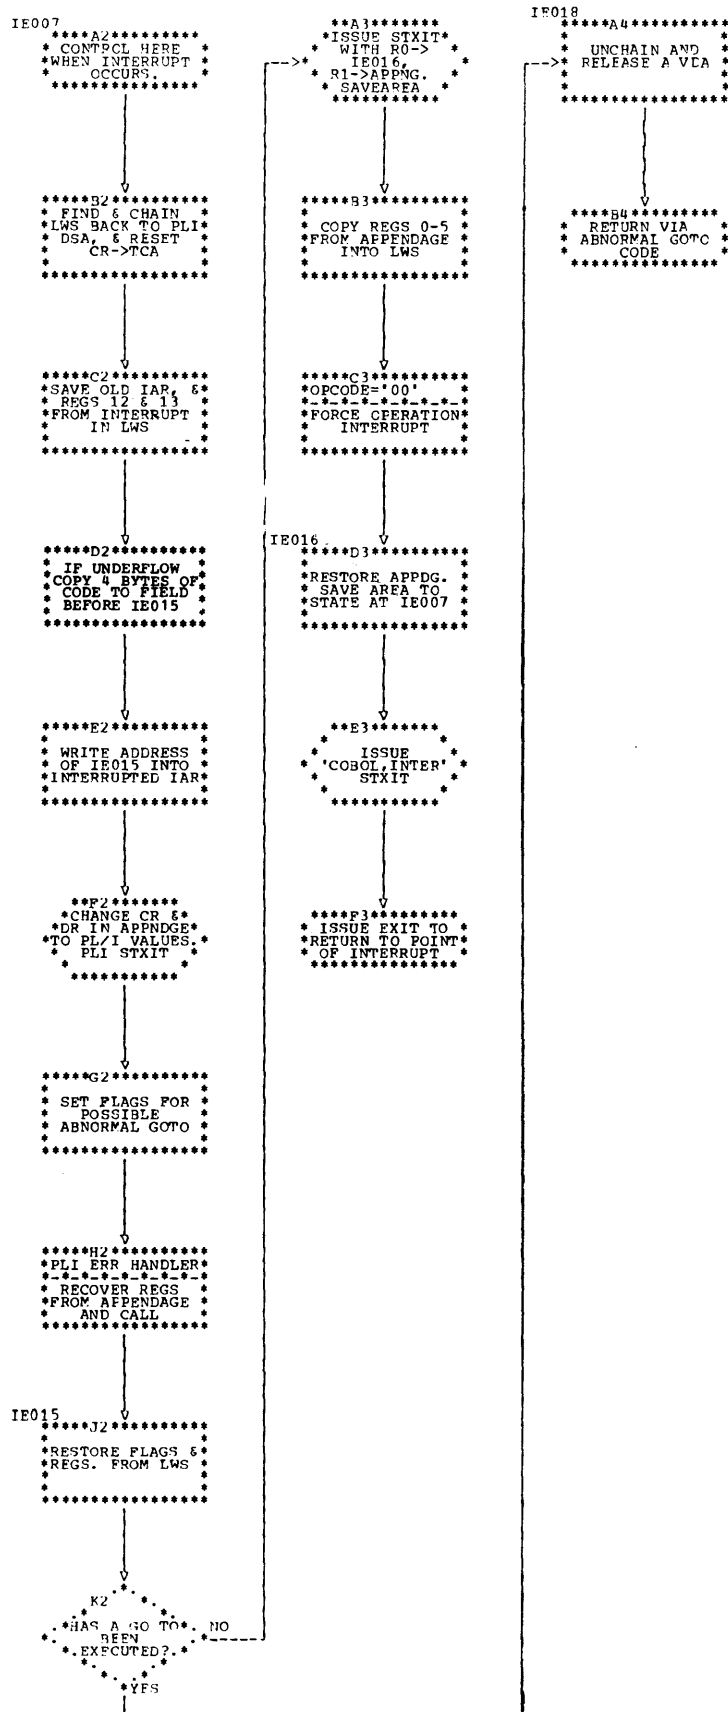 IE007
A2
CONTROL HERE
WHEN INTERRUPT
OCCURS.
B2
FIND & CHAIN
LWS BACK TO PLI
DSA, & RESET
CR->TCA
C2
SAVE OLD IAR, &
REGS 12 & 13
FROM INTERRUPT
IN LWS
D2
IF UNDERFLOW
COPY 4 BYTES OF
CODE TO FIELD
BEFORE IE015
E2
WRITE ADDRESS
OF IE015 INTO
INTERRUPTED IAR
F2
CHANGE CR &
DR IN APPNDGE
TO PL/I VALUES.
PLI STXIT
G2
SET FLAGS FOR
POSSIBLE
ABNORMAL GOTO
H2
PLI ERR HANDLER
RECOVER REGS
FROM APPENDAGE
AND CALL
IE015
J2
RESTORE FLAGS &
REGS. FROM LWS
K2
HAS A GO TO
BEEN
EXECUTED?
NO
YES
A3
ISSUE STXIT
WITH R0->
IE016,
R1->APPNG.
SAVEAREA
B3
COPY REGS 0-5
FROM APPENDAGE
INTO LWS
C3
OPCODE='00'
FORCE OPERATION
INTERRUPT
IE016
D3
RESTORE APPDG.
SAVE AREA TO
STATE AT IE007
E3
ISSUE
'COBOL,INTER'
STXIT
F3
ISSUE EXIT TO
RETURN TO POINT
OF INTERRUPT
IE018
A4
UNCHAIN AND
RELEASE A VDA
B4
RETURN VIA
ABNORMAL GOTO
CODE